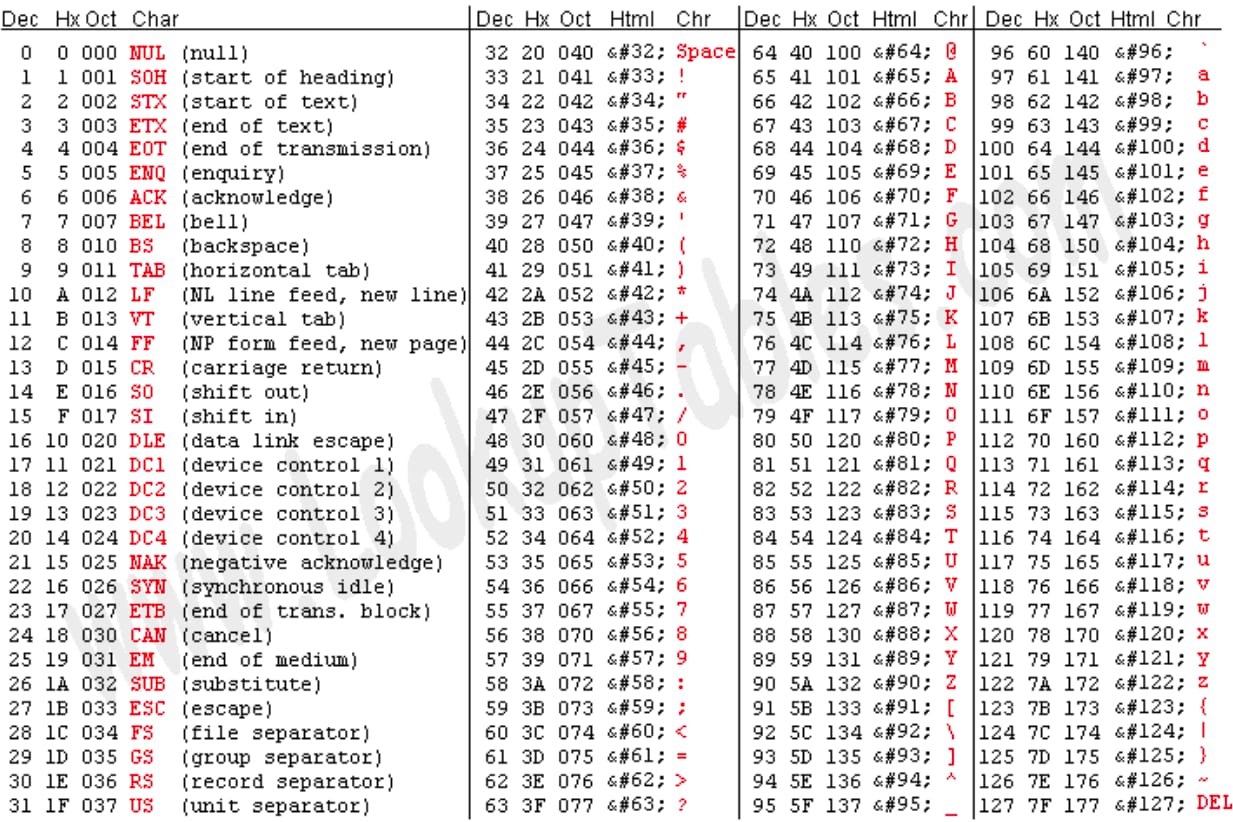 Dec Hx Oct Char Dec Hx Oct Html Chr Dec Hx Oct Html Chr Dec Hx Oct Html Chr
0 0 000 NUL (null) 32 20 040 &#32; Space 64 40 100 &#64; @ 96 60 140 &#96; `
1 1 001 SOH (start of heading) 33 21 041 &#33; ! 65 41 101 &#65; A 97 61 141 &#97; a
2 2 002 STX (start of text) 34 22 042 &#34; " 66 42 102 &#66; B 98 62 142 &#98; b
3 3 003 ETX (end of text) 35 23 043 &#35; # 67 43 103 &#67; C 99 63 143 &#99; c
4 4 004 EOT (end of transmission) 36 24 044 &#36; $ 68 44 104 &#68; D 100 64 144 &#100; d
5 5 005 ENQ (enquiry) 37 25 045 &#37; % 69 45 105 &#69; E 101 65 145 &#101; e
6 6 006 ACK (acknowledge) 38 26 046 &#38; & 70 46 106 &#70; F 102 66 146 &#102; f
7 7 007 BEL (bell) 39 27 047 &#39; ' 71 47 107 &#71; G 103 67 147 &#103; g
8 8 010 BS (backspace) 40 28 050 &#40; ( 72 48 110 &#72; H 104 68 150 &#104; h
9 9 011 TAB (horizontal tab) 41 29 051 &#41; ) 73 49 111 &#73; I 105 69 151 &#105; i
10 A 012 LF (NL line feed, new line) 42 2A 052 &#42; * 74 4A 112 &#74; J 106 6A 152 &#106; j
11 B 013 VT (vertical tab) 43 2B 053 &#43; + 75 4B 113 &#75; K 107 6B 153 &#107; k
12 C 014 FF (NP form feed, new page) 44 2C 054 &#44; , 76 4C 114 &#76; L 108 6C 154 &#108; l
13 D 015 CR (carriage return) 45 2D 055 &#45; - 77 4D 115 &#77; M 109 6D 155 &#109; m
14 E 016 SO (shift out) 46 2E 056 &#46; . 78 4E 116 &#78; N 110 6E 156 &#110; n
15 F 017 SI (shift in) 47 2F 057 &#47; / 79 4F 117 &#79; O 111 6F 157 &#111; o
16 10 020 DLE (data link escape) 48 30 060 &#48; 0 80 50 120 &#80; P 112 70 160 &#112; p
17 11 021 DC1 (device control 1) 49 31 061 &#49; 1 81 51 121 &#81; Q 113 71 161 &#113; q
18 12 022 DC2 (device control 2) 50 32 062 &#50; 2 82 52 122 &#82; R 114 72 162 &#114; r
19 13 023 DC3 (device control 3) 51 33 063 &#51; 3 83 53 123 &#83; S 115 73 163 &#115; s
20 14 024 DC4 (device control 4) 52 34 064 &#52; 4 84 54 124 &#84; T 116 74 164 &#116; t
21 15 025 NAK (negative acknowledge) 53 35 065 &#53; 5 85 55 125 &#85; U 117 75 165 &#117; u
22 16 026 SYN (synchronous idle) 54 36 066 &#54; 6 86 56 126 &#86; V 118 76 166 &#118; v
23 17 027 ETB (end of trans. block) 55 37 067 &#55; 7 87 57 127 &#87; W 119 77 167 &#119; w
24 18 030 CAN (cancel) 56 38 070 &#56; 8 88 58 130 &#88; X 120 78 170 &#120; x
25 19 031 EM (end of medium) 57 39 071 &#57; 9 89 59 131 &#89; Y 121 79 171 &#121; y
26 1A 032 SUB (substitute) 58 3A 072 &#58; : 90 5A 132 &#90; Z 122 7A 172 &#122; z
27 1B 033 ESC (escape) 59 3B 073 &#59; ; 91 5B 133 &#91; [ 123 7B 173 &#123; {
28 1C 034 FS (file separator) 60 3C 074 &#60; < 92 5C 134 &#92; \ 124 7C 174 &#124; |
29 1D 035 GS (group separator) 61 3D 075 &#61; = 93 5D 135 &#93; ] 125 7D 175 &#125; }
30 1E 036 RS (record separator) 62 3E 076 &#62; > 94 5E 136 &#94; ^ 126 7E 176 &#126; ~
31 1F 037 US (unit separator) 63 3F 077 &#63; ? 95 5F 137 &#95; _ 127 7F 177 &#127; DEL
www.LookupTables.com